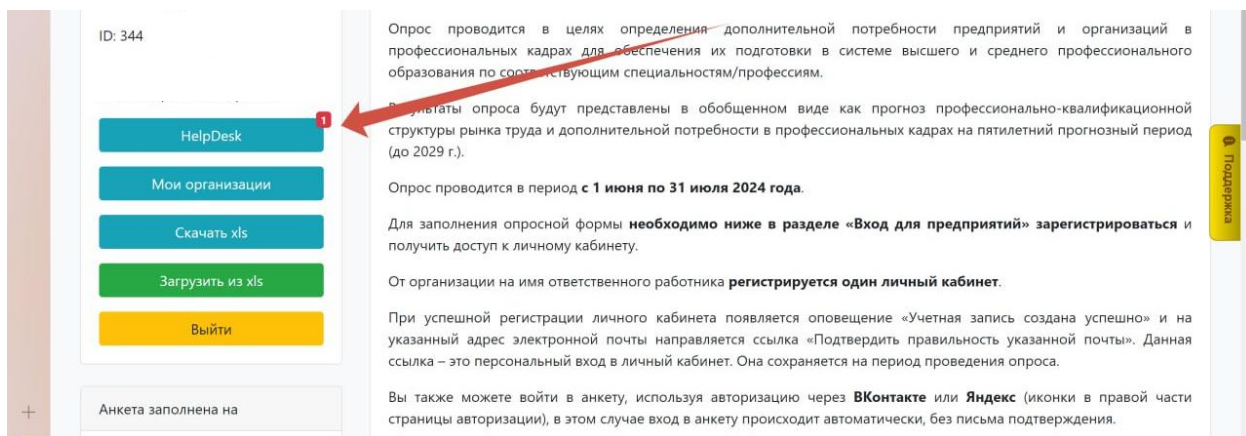 ID: 344
HelpDesk
1
Мои организации
Скачать xls
Загрузить из xls
Выйти
Анкета заполнена на
Опрос проводится в целях определения дополнительной потребности предприятий и организаций в
профессиональных кадрах для обеспечения их подготовки в системе высшего и среднего профессионального
образования по соответствующим специальностям/профессиям.
Результаты опроса будут представлены в обобщенном виде как прогноз профессионально-квалификационной
структуры рынка труда и дополнительной потребности в профессиональных кадрах на пятилетний прогнозный период
(до 2029 г.).
Опрос проводится в период с 1 июня по 31 июля 2024 года.
Для заполнения опросной формы необходимо ниже в разделе «Вход для предприятий» зарегистрироваться и
получить доступ к личному кабинету.
От организации на имя ответственного работника регистрируется один личный кабинет.
При успешной регистрации личного кабинета появляется оповещение «Учетная запись создана успешно» и на
указанный адрес электронной почты направляется ссылка «Подтвердить правильность указанной почты». Данная
ссылка – это персональный вход в личный кабинет. Она сохраняется на период проведения опроса.
Вы также можете войти в анкету, используя авторизацию через ВКонтакте или Яндекс (иконки в правой части
страницы авторизации), в этом случае вход в анкету происходит автоматически, без письма подтверждения.
Поддержка